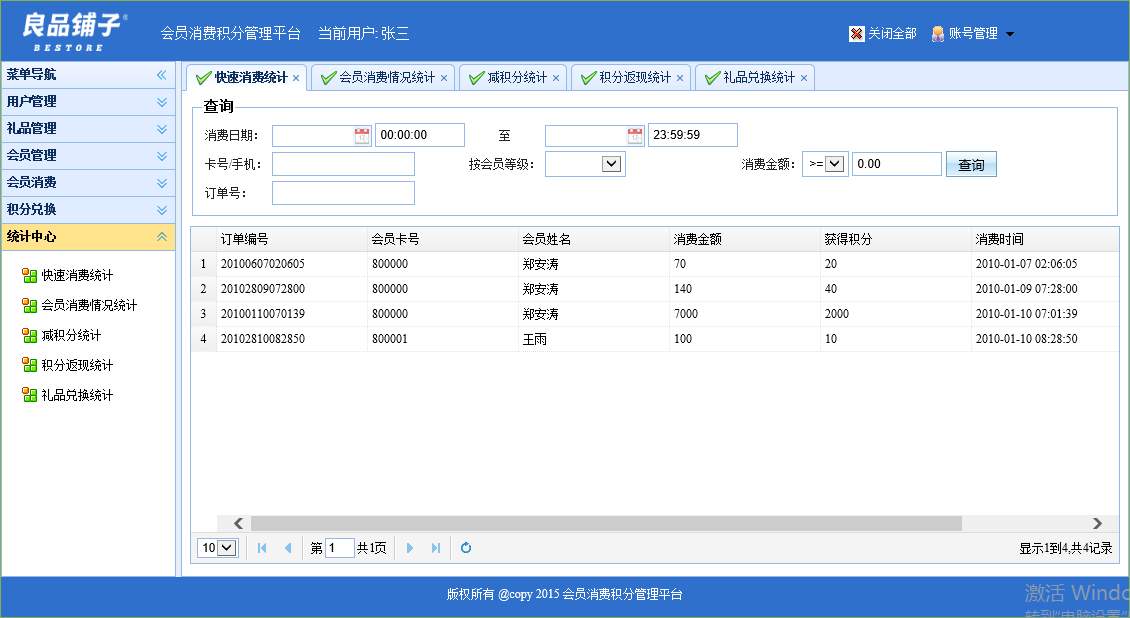 良品铺子®
BESTORE
会员消费积分管理平台 当前用户: 张三
关闭全部 账号管理
菜单导航
用户管理
礼品管理
会员管理
会员消费
积分兑换
统计中心
快速消费统计
会员消费情况统计
减积分统计
积分返现统计
礼品兑换统计
快速消费统计 × 会员消费情况统计 × 减积分统计 × 积分返现统计 × 礼品兑换统计 ×
查询
消费日期： 00:00:00 至 23:59:59
卡号/手机： 按会员等级： 消费金额： >= 0.00 查询
订单号：
订单编号 会员卡号 会员姓名 消费金额 获得积分 消费时间
1 20100607020605 800000 郑安涛 70 20 2010-01-07 02:06:05
2 20102809072800 800000 郑安涛 140 40 2010-01-09 07:28:00
3 20100110070139 800000 郑安涛 7000 2000 2010-01-10 07:01:39
4 20102810082850 800001 王雨 100 10 2010-01-10 08:28:50
10 第 1 共1页 显示1到4,共4记录
版权所有 @copy 2015 会员消费积分管理平台
激活 Windo
转到"电脑设置"